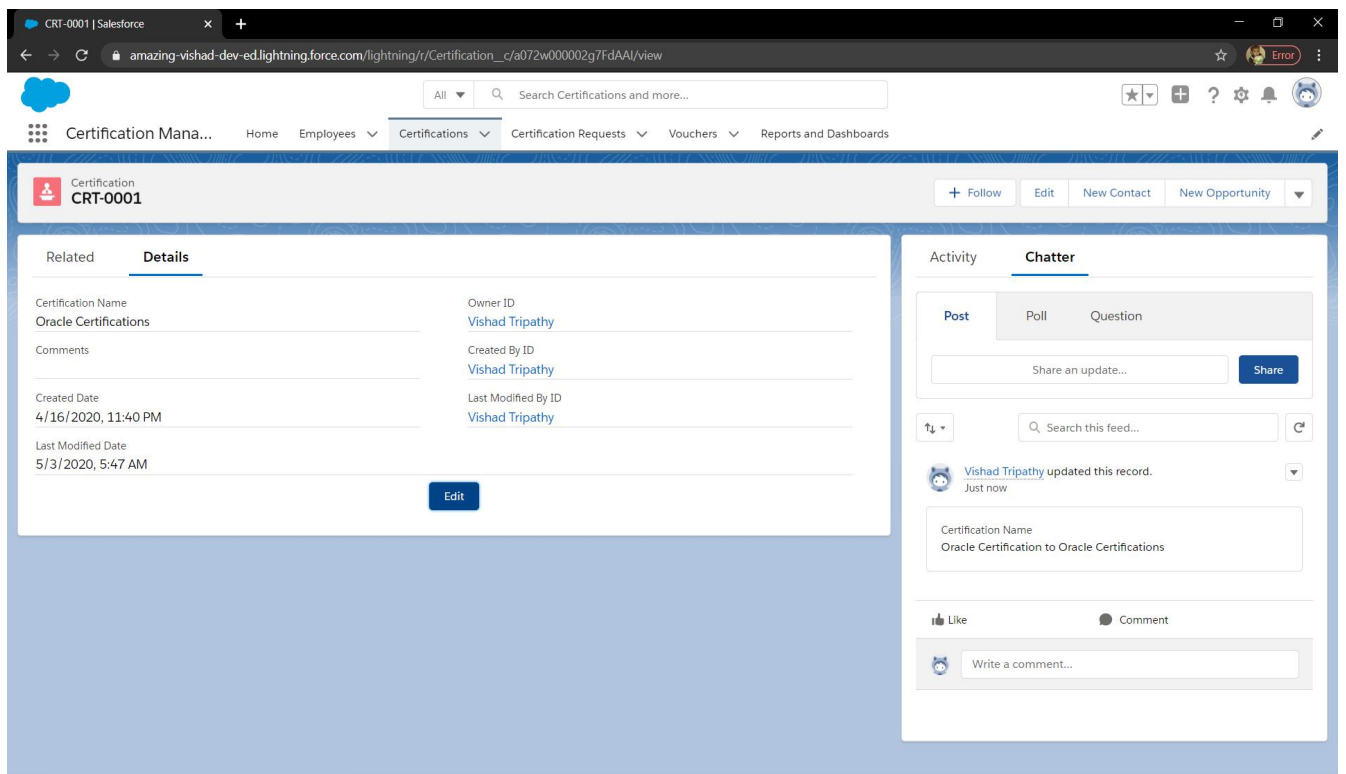 CRT-0001 | Salesforce
amazing-vishad-dev-ed.lightning.force.com/lightning/r/Certification__c/a072w000002g7FdAAI/view
Error
All
Search Certifications and more...
Certification Mana...
Home
Employees
Certifications
Certification Requests
Vouchers
Reports and Dashboards
Certification
CRT-0001
Follow
Edit
New Contact
New Opportunity
Related
Details
Certification Name
Oracle Certifications
Owner ID
Vishad Tripathy
Comments
Created By ID
Vishad Tripathy
Created Date
4/16/2020, 11:40 PM
Last Modified By ID
Vishad Tripathy
Last Modified Date
5/3/2020, 5:47 AM
Edit
Activity
Chatter
Post
Poll
Question
Share an update...
Share
Search this feed...
Vishad Tripathy updated this record.
Just now
Certification Name
Oracle Certification to Oracle Certifications
Like
Comment
Write a comment...